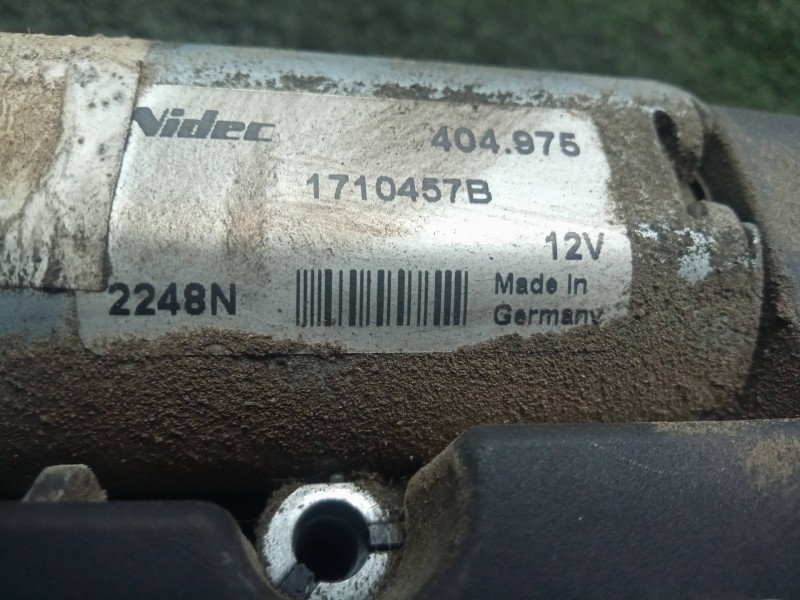 Nidec 404.975
1710457B
12V
2248N
Made In
Germany